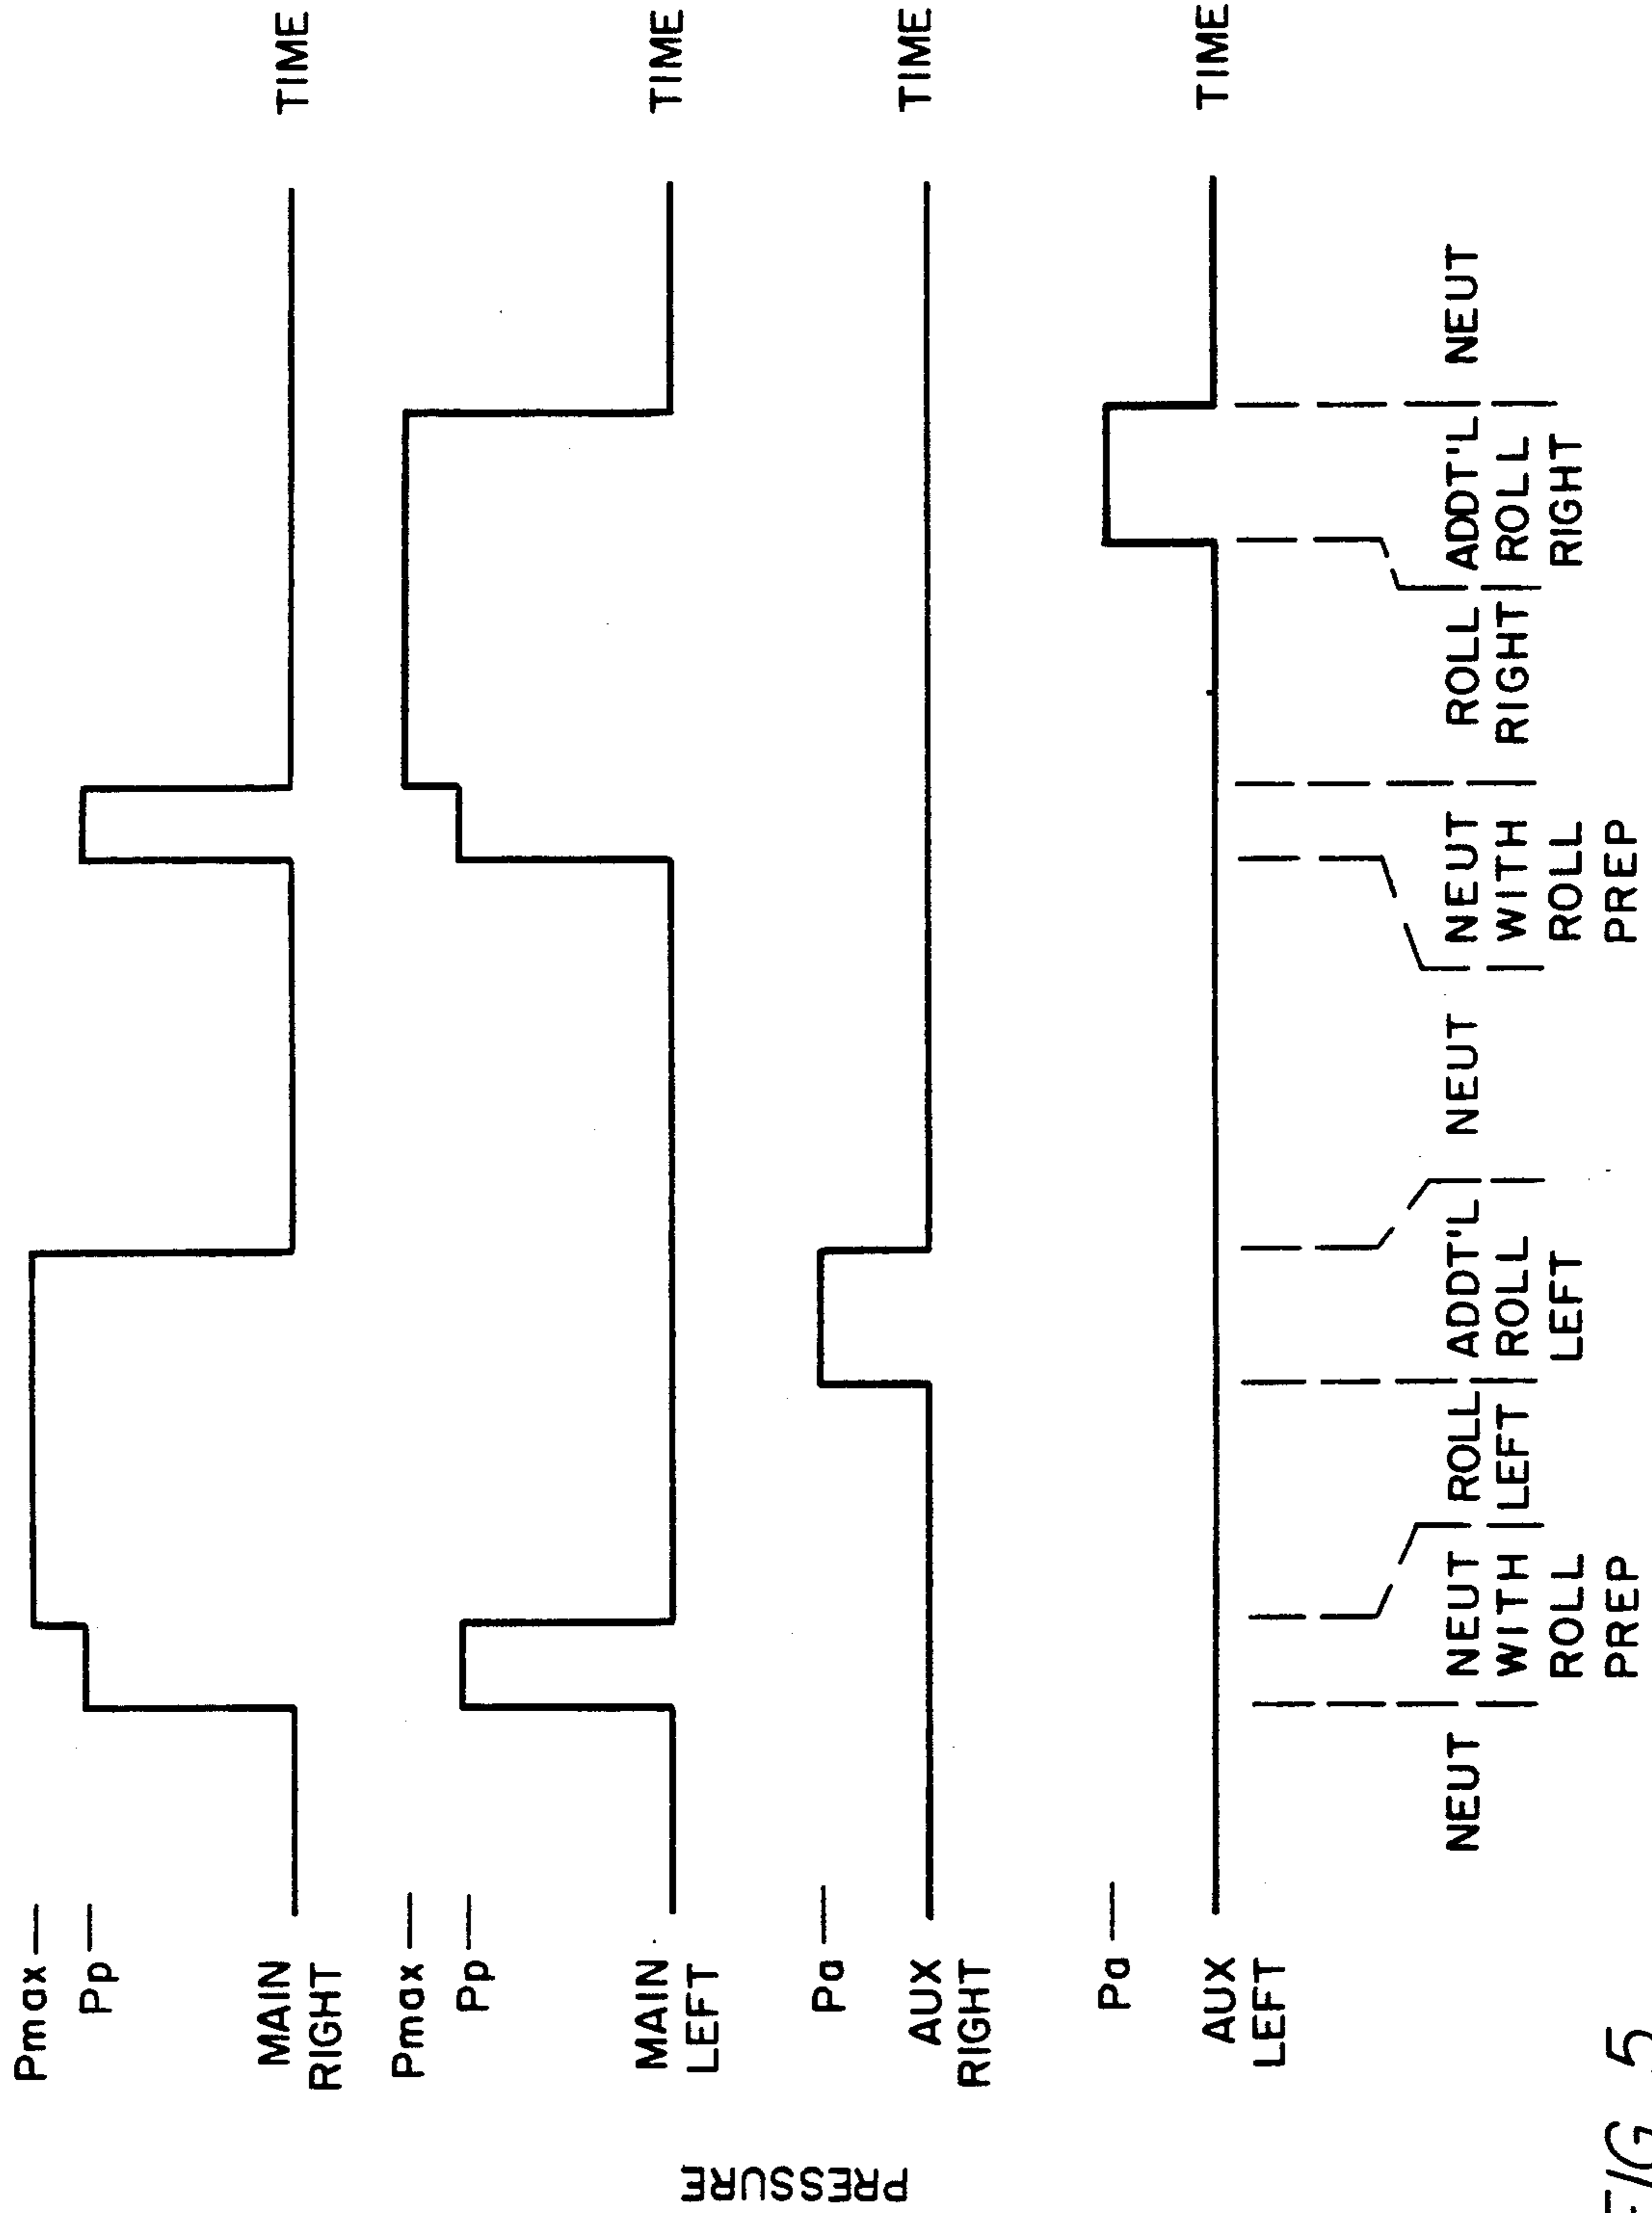 PRESSURE
Pmax
Pp
MAIN
RIGHT
TIME
Pmax
Pp
MAIN
LEFT
TIME
Pa
AUX
RIGHT
TIME
Pa
AUX
LEFT
TIME
NEUT
NEUT
WITH
ROLL
PREP
ROLL
LEFT
ADDT'L
ROLL
LEFT
NEUT
NEUT
WITH
ROLL
PREP
ROLL
RIGHT
ADDT'L
ROLL
RIGHT
NEUT
FIG 5